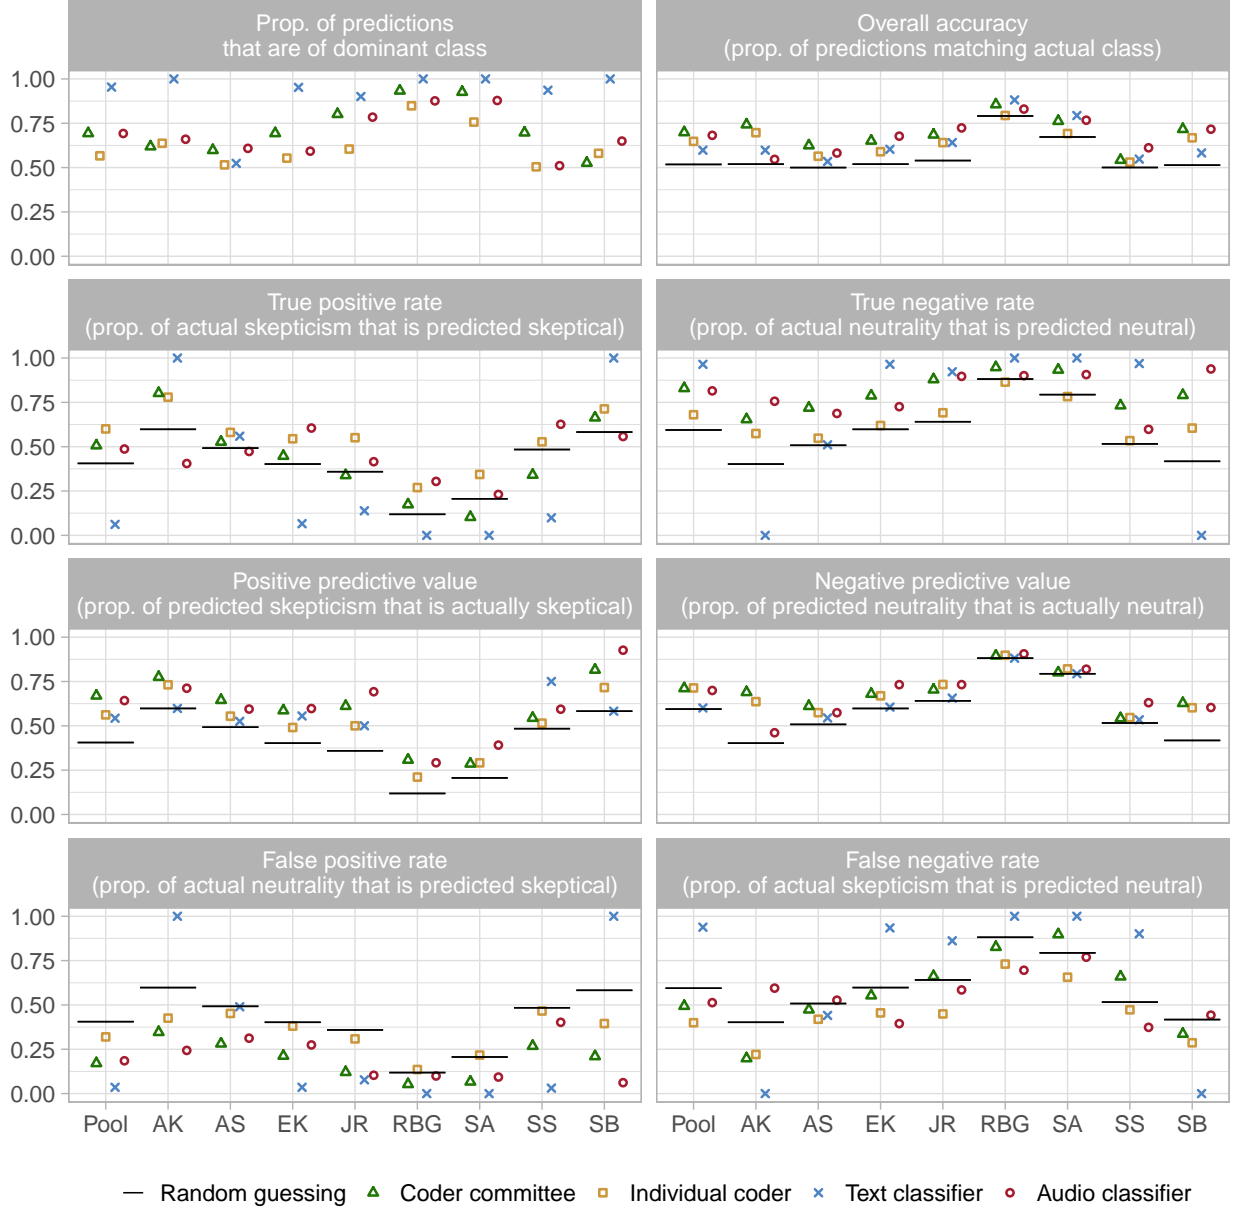 Prop. of predictions
that are of dominant class
Overall accuracy
(prop. of predictions matching actual class)
1.00
0.75
0.50
0.25
0.00
True positive rate
(prop. of actual skepticism that is predicted skeptical)
True negative rate
(prop. of actual neutrality that is predicted neutral)
1.00
0.75
0.50
0.25
0.00
Positive predictive value
(prop. of predicted skepticism that is actually skeptical)
Negative predictive value
(prop. of predicted neutrality that is actually neutral)
1.00
0.75
0.50
0.25
0.00
False positive rate
(prop. of actual neutrality that is predicted skeptical)
False negative rate
(prop. of actual skepticism that is predicted neutral)
1.00
0.75
0.50
0.25
0.00
Pool AK AS EK JR RBG SA SS SB
Pool AK AS EK JR RBG SA SS SB
Random guessing Coder committee Individual coder Text classifier Audio classifier